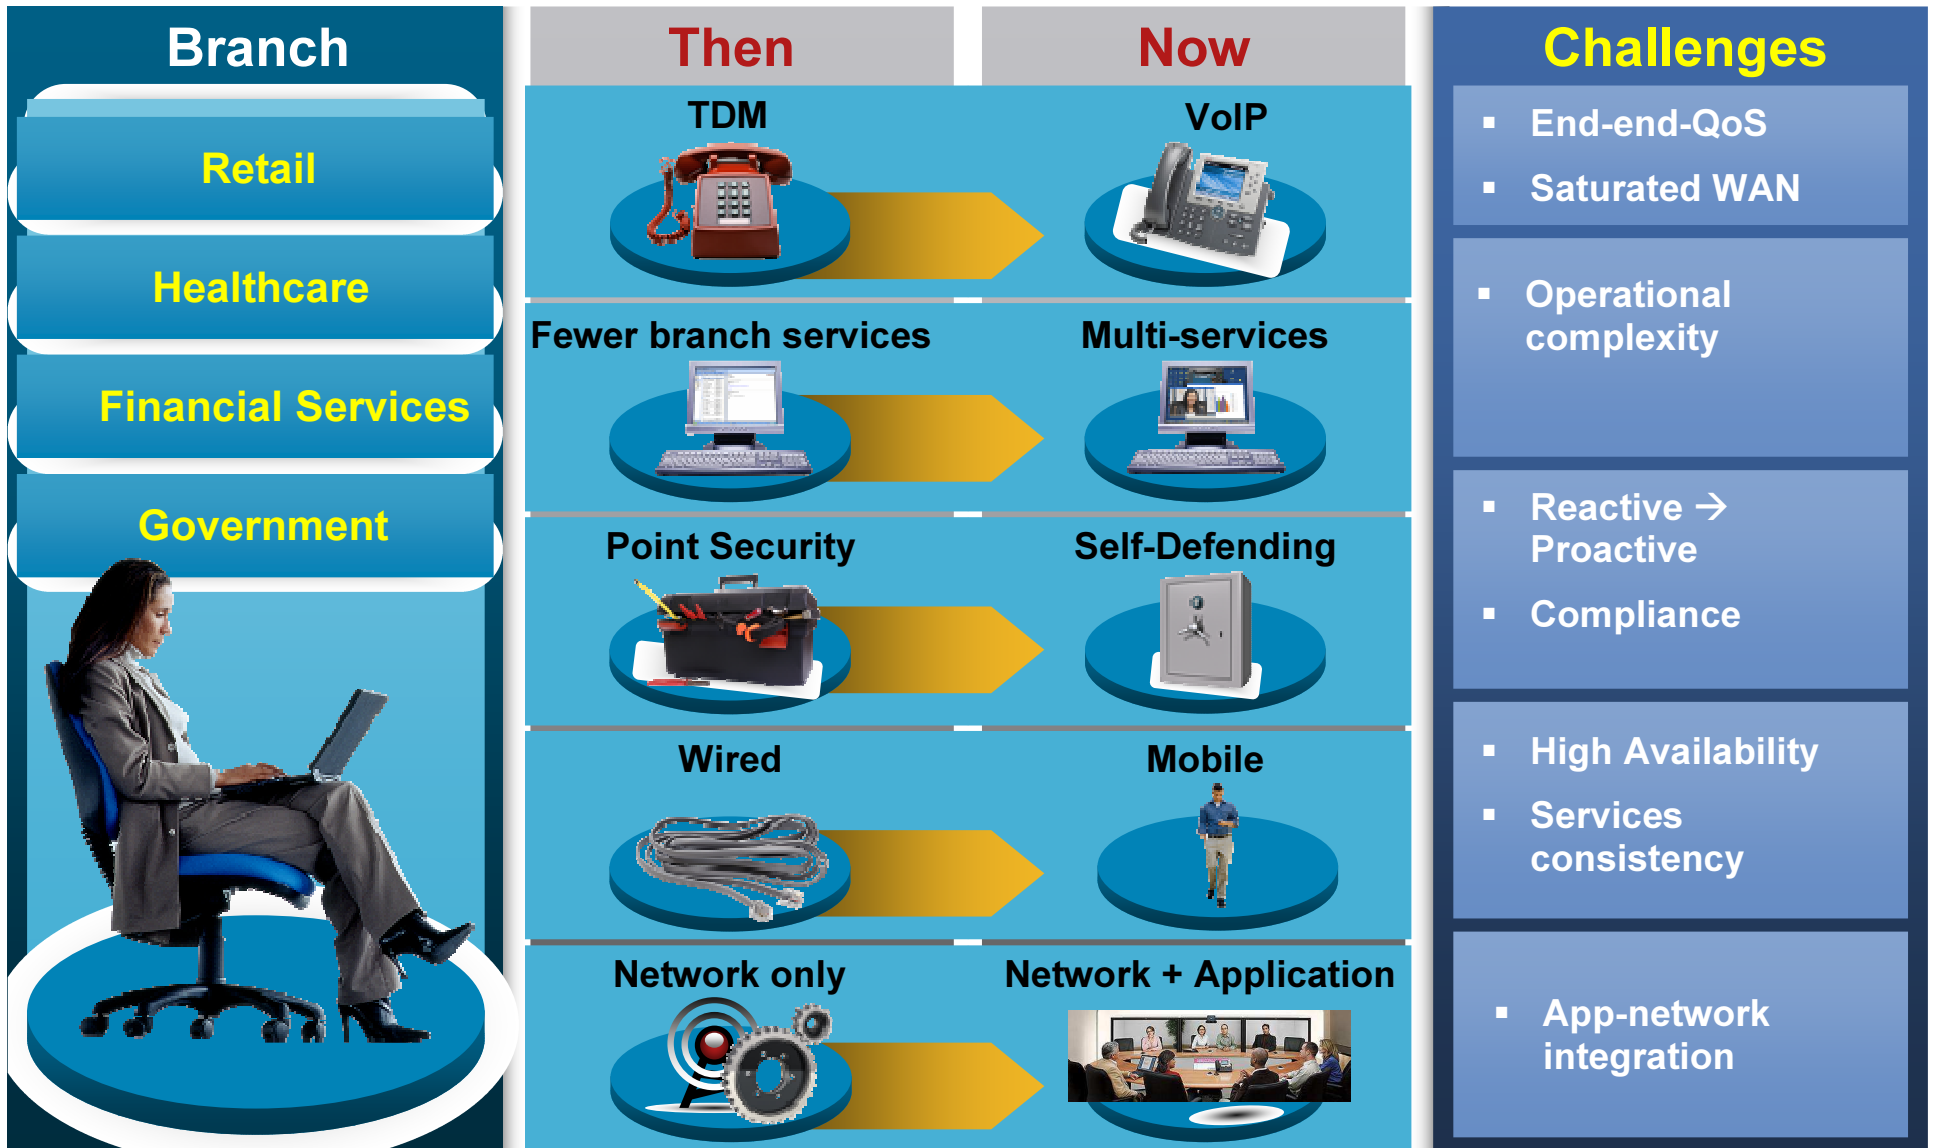 Branch
Retail
Healthcare
Financial Services
Government
Then
Now
TDM
VoIP
Fewer branch services
Multi-services
Point Security
Self-Defending
Wired
Mobile
Network only
Network + Application
Challenges
▪ End-end-QoS
▪ Saturated WAN
▪ Operational
complexity
▪ Reactive →
Proactive
▪ Compliance
▪ High Availability
▪ Services
consistency
▪ App-network
integration